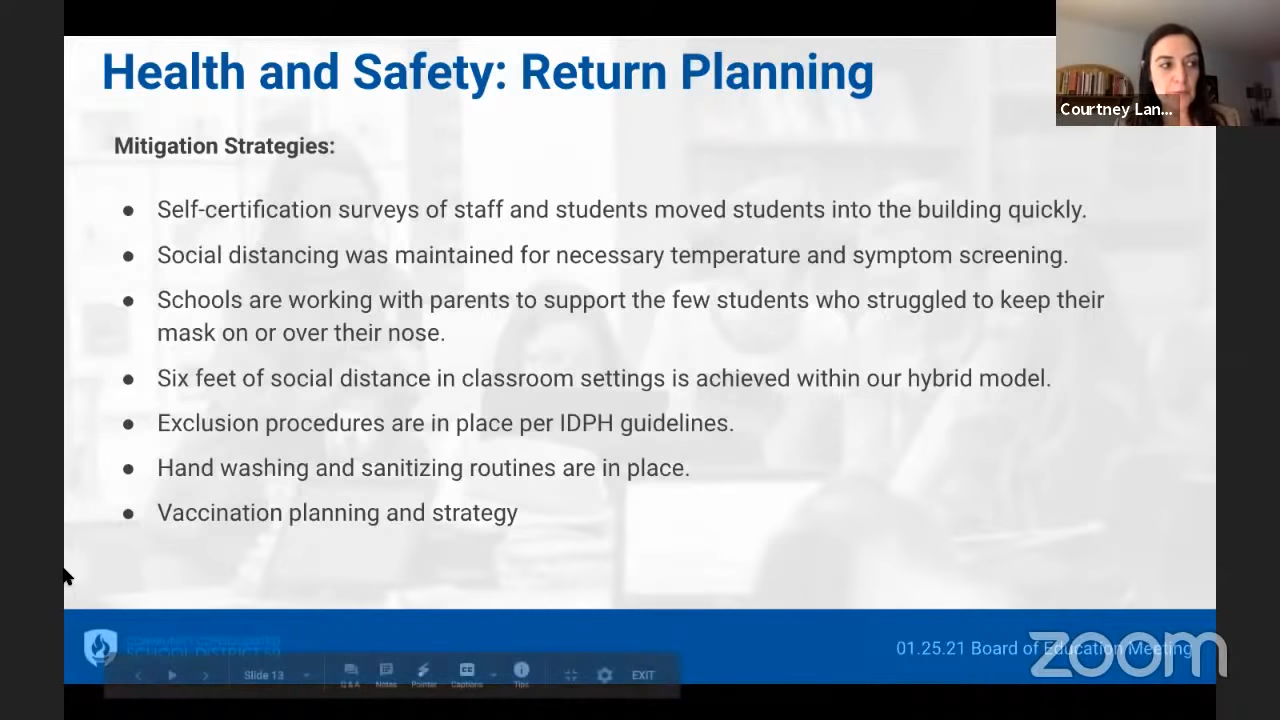 Health and Safety: Return Planning
Courtney Lan...
Mitigation Strategies:
● Self-certification surveys of staff and students moved students into the building quickly.
● Social distancing was maintained for necessary temperature and symptom screening.
● Schools are working with parents to support the few students who struggled to keep their
mask on or over their nose.
● Six feet of social distance in classroom settings is achieved within our hybrid model.
● Exclusion procedures are in place per IDPH guidelines.
● Hand washing and sanitizing routines are in place.
● Vaccination planning and strategy
COMMUNITY CONSOLIDATED
SCHOOL DISTRICT 59
01.25.21 Board of Education Meeting
zoom
Slide 13
Q&A Notes Pointer Captions Tips EXIT